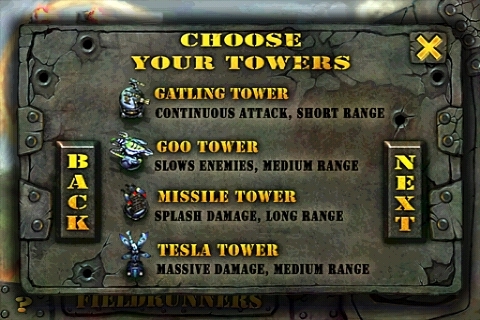 CHOOSE
YOUR TOWERS
GATLING TOWER
CONTINUOUS ATTACK, SHORT RANGE
GOO TOWER
SLOWS ENEMIES, MEDIUM RANGE
MISSILE TOWER
SPLASH DAMAGE, LONG RANGE
TESLA TOWER
MASSIVE DAMAGE, MEDIUM RANGE
BACK
NEXT
?
FIELDRUNNERS